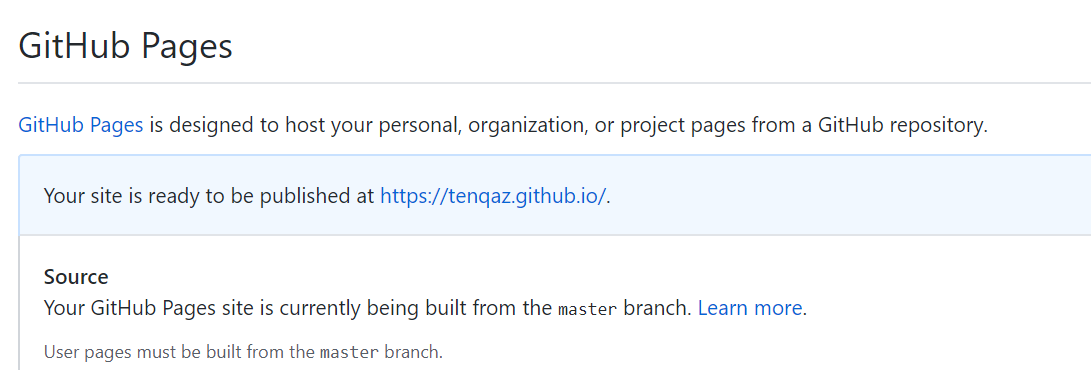 GitHub Pages
GitHub Pages is designed to host your personal, organization, or project pages from a GitHub repository.
Your site is ready to be published at https://tenqaz.github.io/.
Source
Your GitHub Pages site is currently being built from the master branch. Learn more.
User pages must be built from the master branch.